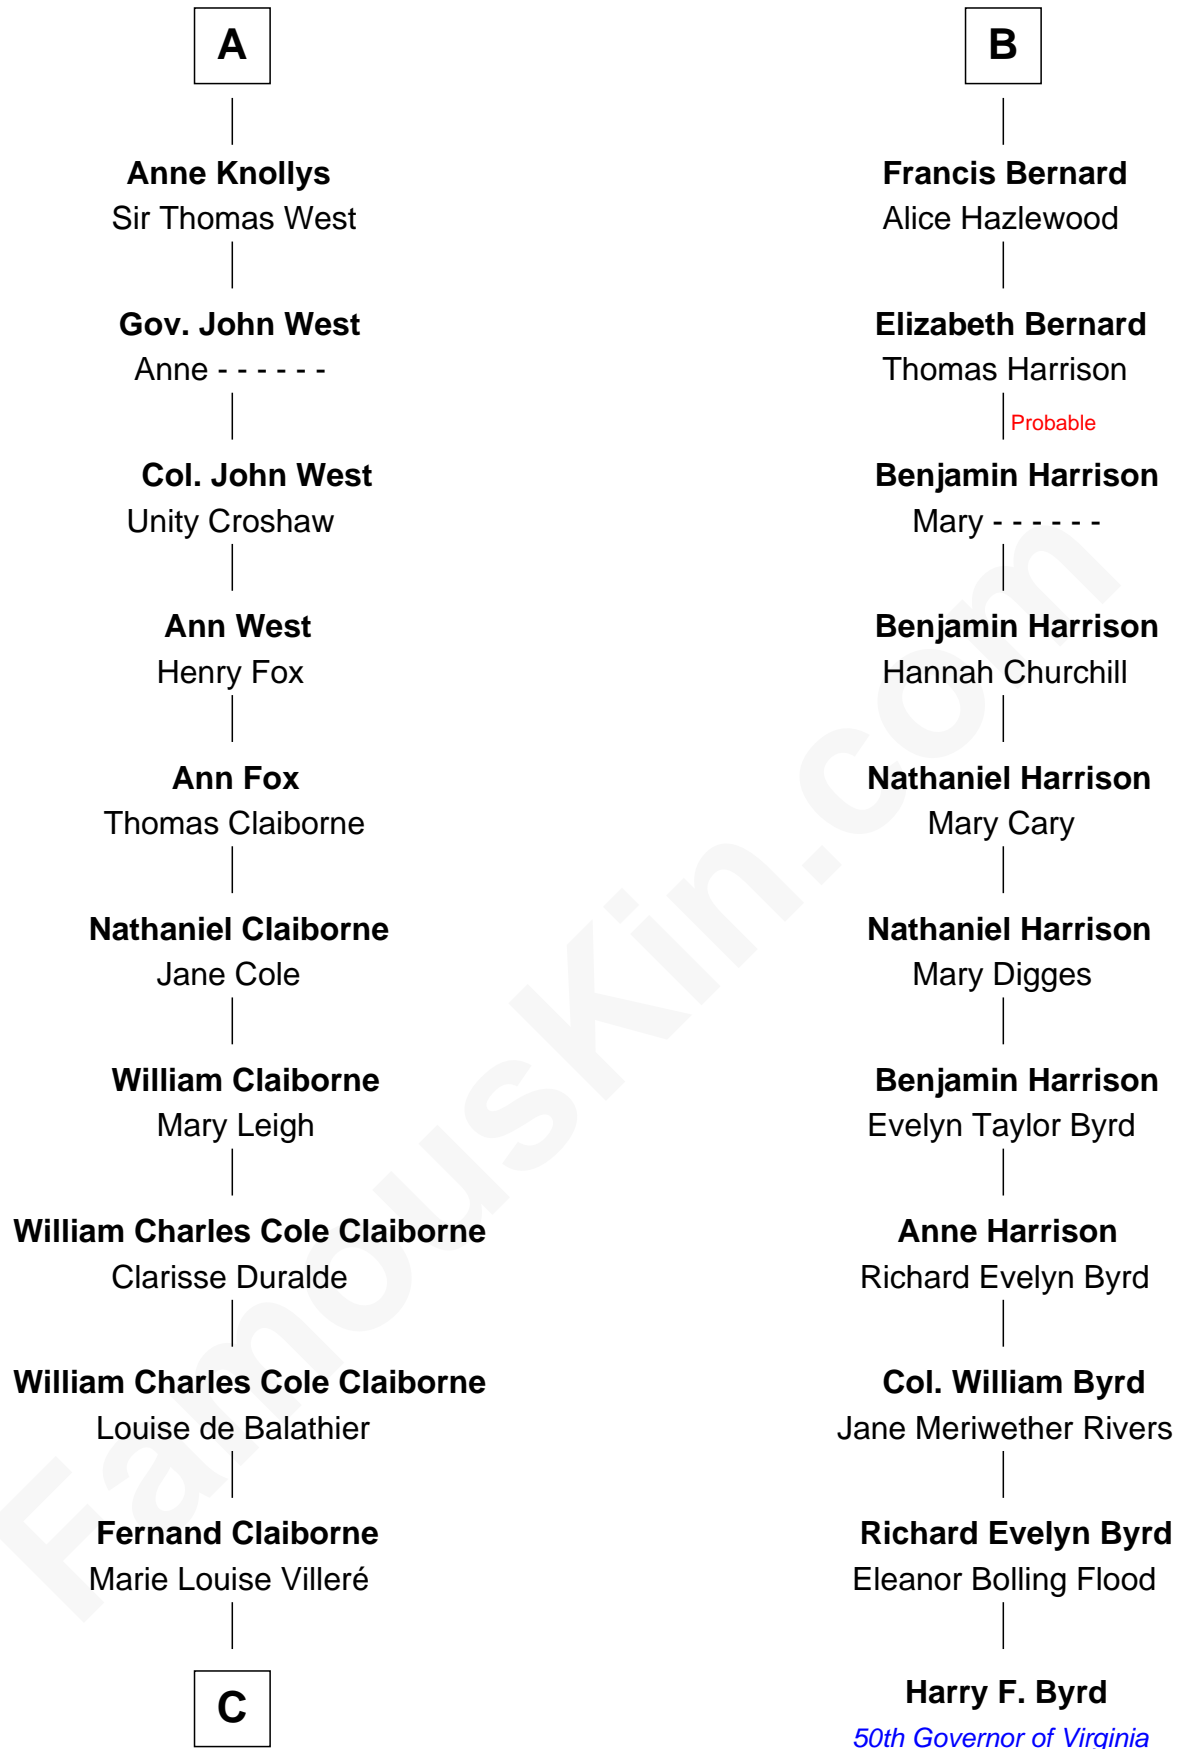 A
Anne Knollys
Sir Thomas West
Gov. John West
Anne - - - - - -
Col. John West
Unity Croshaw
Ann West
Henry Fox
Ann Fox
Thomas Claiborne
Nathaniel Claiborne
Jane Cole
William Claiborne
Mary Leigh
William Charles Cole Claiborne
Clarisse Duralde
William Charles Cole Claiborne
Louise de Balathier
Fernand Claiborne
Marie Louise Villeré
C
B
Francis Bernard
Alice Hazlewood
Elizabeth Bernard
Thomas Harrison
Probable
Benjamin Harrison
Mary - - - - - -
Benjamin Harrison
Hannah Churchill
Nathaniel Harrison
Mary Cary
Nathaniel Harrison
Mary Digges
Benjamin Harrison
Evelyn Taylor Byrd
Anne Harrison
Richard Evelyn Byrd
Col. William Byrd
Jane Meriwether Rivers
Richard Evelyn Byrd
Eleanor Bolling Flood
Harry F. Byrd
50th Governor of Virginia
FamousKin.com